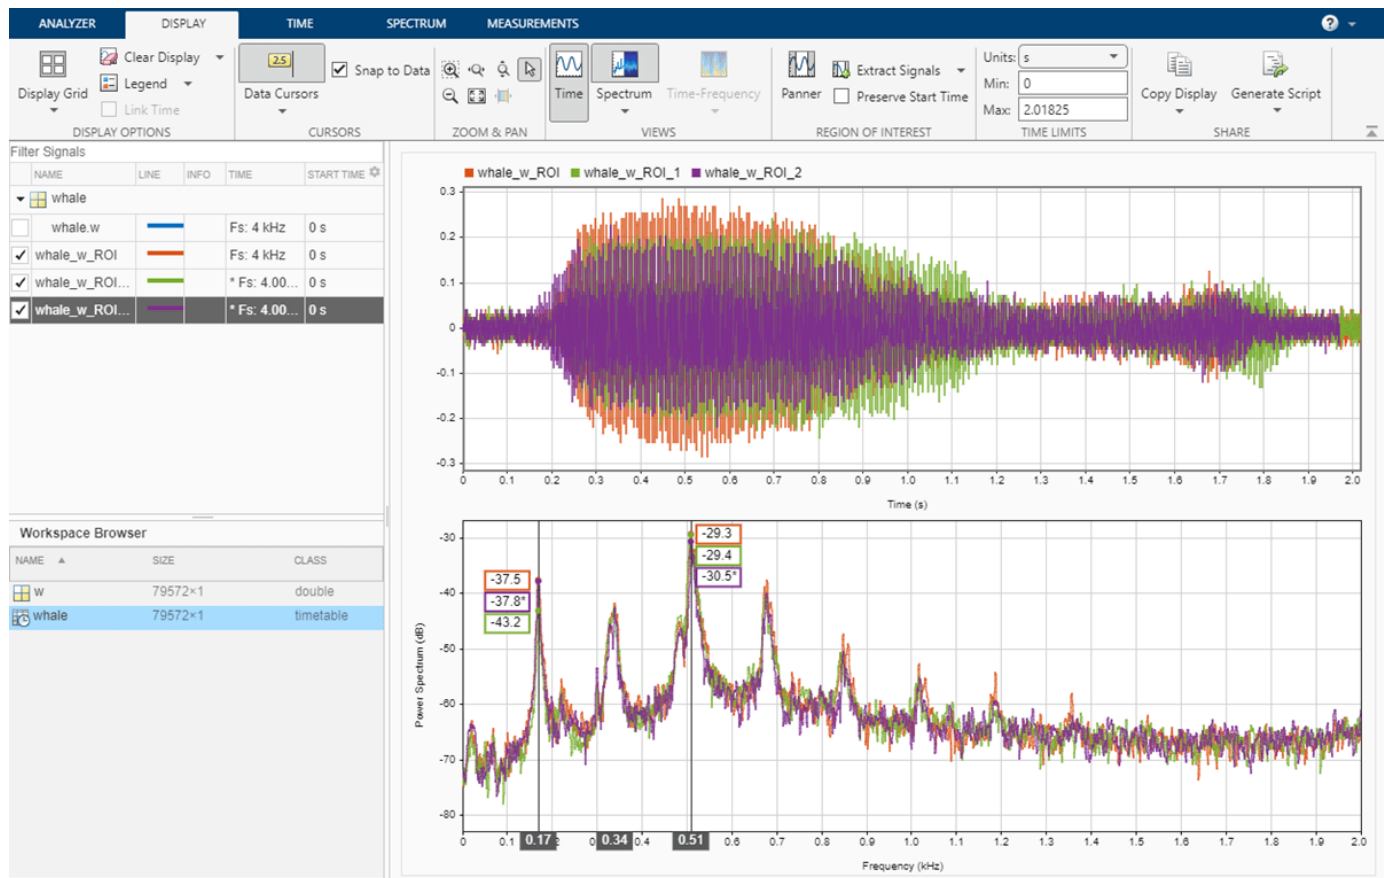 ANALYZER DISPLAY TIME SPECTRUM MEASUREMENTS ?
Display Grid
Clear Display
Legend
Link Time
DISPLAY OPTIONS
2.5
Data Cursors
Snap to Data
CURSORS
ZOOM & PAN
Time
Spectrum
Time-Frequency
VIEWS
Panner
Extract Signals
Preserve Start Time
REGION OF INTEREST
Units: s
Min: 0
Max: 2.01825
TIME LIMITS
Copy Display
Generate Script
SHARE
Filter Signals
NAME LINE INFO TIME START TIME
whale
whale.w Fs: 4 kHz 0 s
whale_w_ROI Fs: 4 kHz 0 s
whale_w_ROI... * Fs: 4.00... 0 s
whale_w_ROI... * Fs: 4.00... 0 s
Workspace Browser
NAME SIZE CLASS
w 79572×1 double
whale 79572×1 timetable
whale_w_ROI whale_w_ROI_1 whale_w_ROI_2
0.3
0.2
0.1
0
-0.1
-0.2
-0.3
0 0.1 0.2 0.3 0.4 0.5 0.6 0.7 0.8 0.9 1.0 1.1 1.2 1.3 1.4 1.5 1.6 1.7 1.8 1.9 2.0
Time (s)
Power Spectrum (dB)
-30
-40
-50
-60
-70
-80
-37.5
-37.8*
-43.2
-29.3
-29.4
-30.5*
0 0.1 0.17 0.34 0.4 0.51 0.6 0.7 0.8 0.9 1.0 1.1 1.2 1.3 1.4 1.5 1.6 1.7 1.8 1.9 2.0
Frequency (kHz)